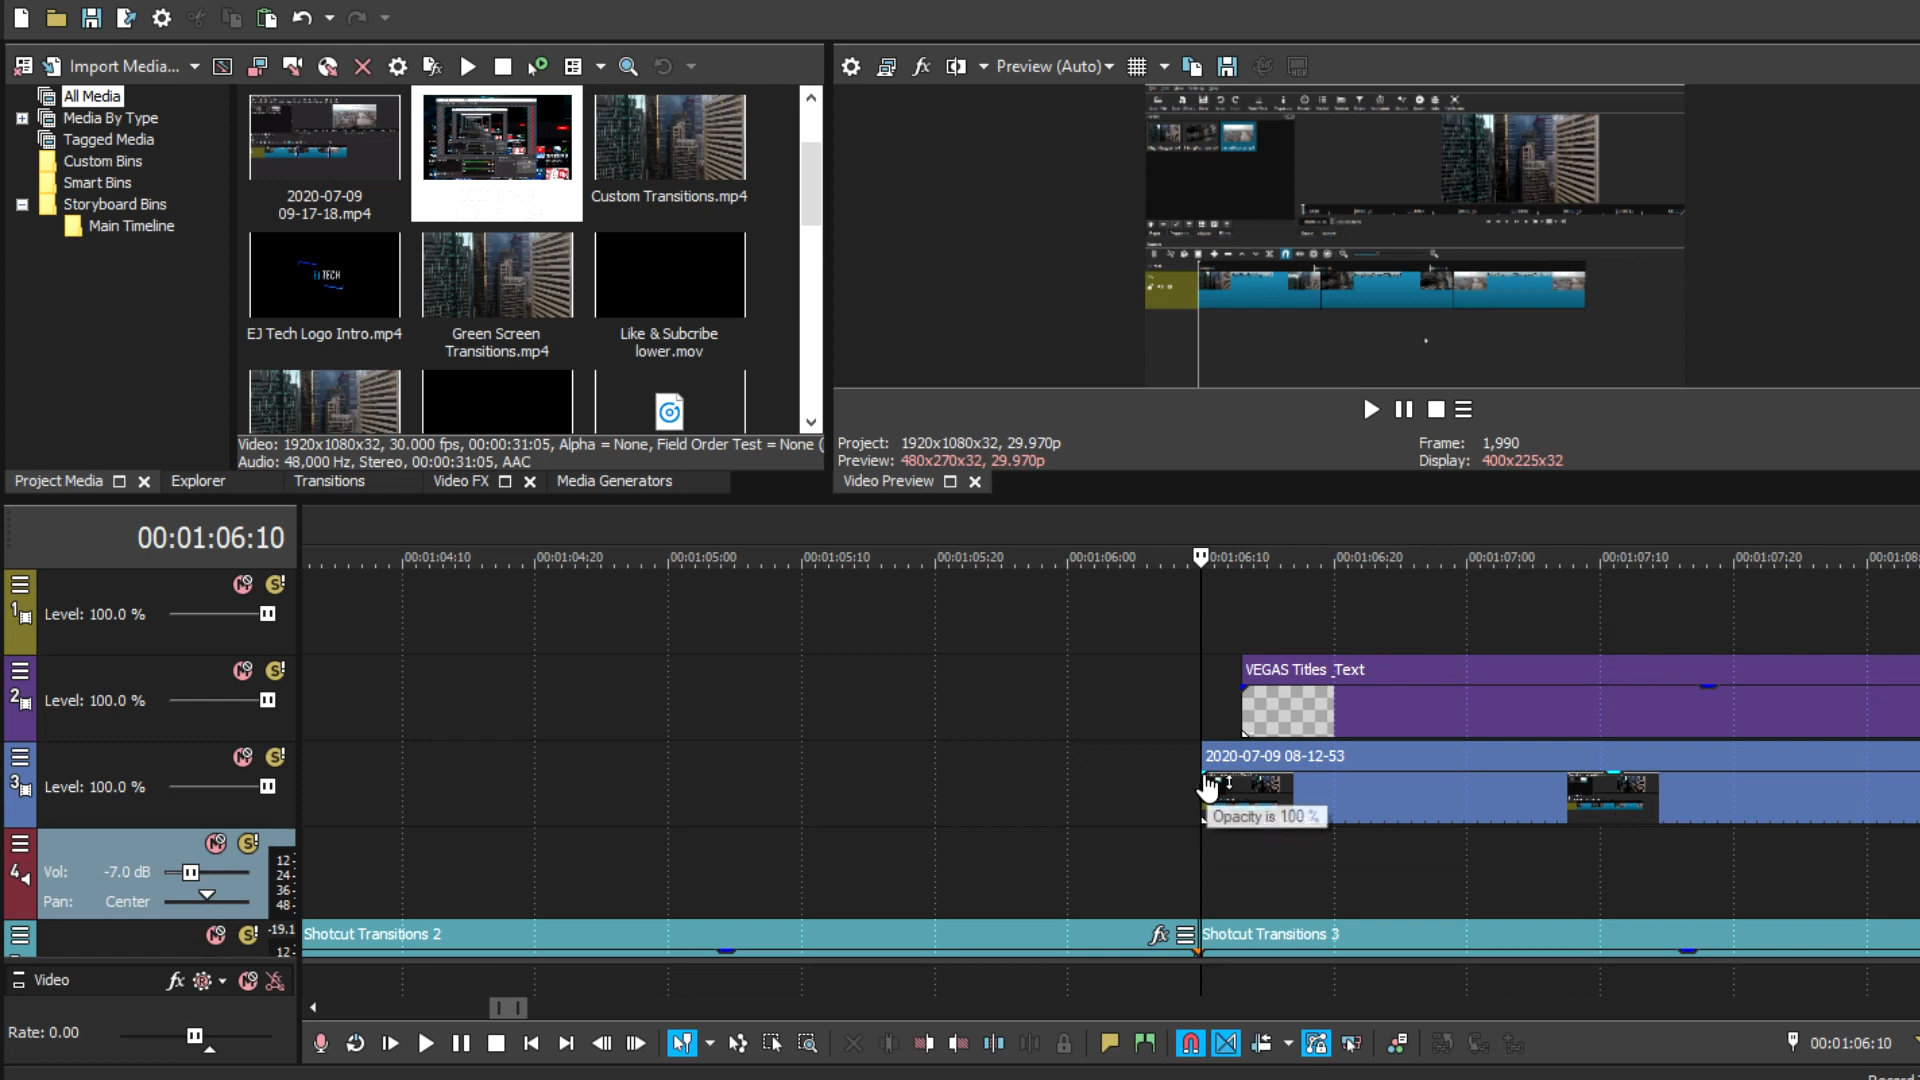 Import Media...
Preview (Auto)
All Media
Media By Type
Tagged Media
Custom Bins
Smart Bins
Storyboard Bins
Main Timeline
2020-07-09
09-17-18.mp4
Custom Transitions.mp4
EJ TECH
EJ Tech Logo Intro.mp4
Green Screen
Transitions.mp4
Like & Subcribe
lower.mov
Video: 1920x1080x32, 30.000 fps, 00:00:31:05, Alpha = None, Field Order Test = None (
Audio: 48,000 Hz, Stereo, 00:00:31:05, AAC
Project: 1920x1080x32, 29.970p
Preview: 480x270x32, 29.970p
Frame: 1,990
Display: 400x225x32
Project Media
Explorer
Transitions
Video FX
Media Generators
Video Preview
00:01:06:10
00:01:04:10
00:01:04:20
00:01:05:00
00:01:05:10
00:01:05:20
00:01:06:00
0:01:06:10
00:01:06:20
00:01:07:00
00:01:07:10
00:01:07:20
00:01:08:
1
Level: 100.0 %
2
Level: 100.0 %
VEGAS Titles _Text
3
Level: 100.0 %
2020-07-09 08-12-53
Opacity is 100 %
4
Vol: -7.0 dB
Pan: Center
12
24
36
48
-19.1
12
Shotcut Transitions 2
Shotcut Transitions 3
Video
Rate: 0.00
00:01:06:10